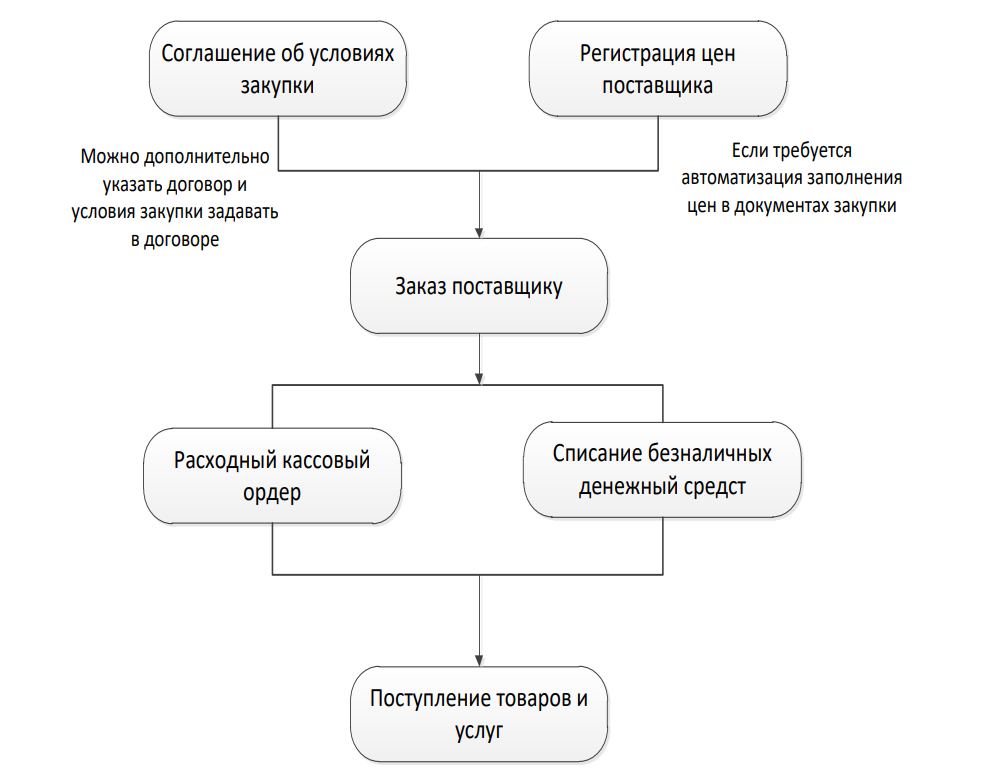 Соглашение об условиях
закупки
Регистрация цен
поставщика
Можно дополнительно
указать договор и
условия закупки задавать
в договоре
Если требуется
автоматизация заполнения
цен в документах закупки
Заказ поставщику
Расходный кассовый
ордер
Списание безналичных
денежный средст
Поступление товаров и
услуг